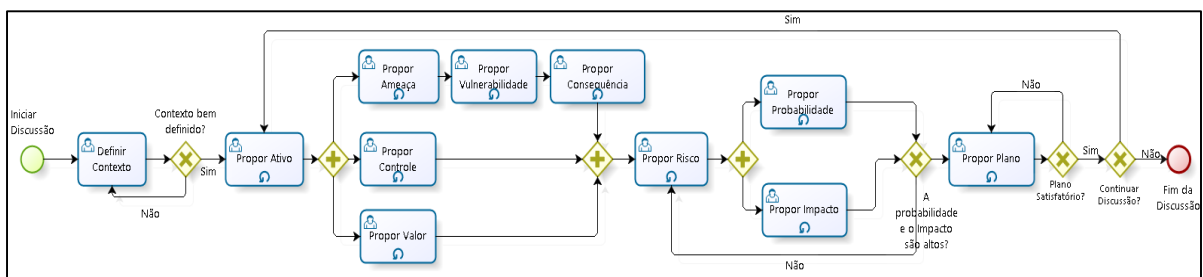 Iniciar
Discussão
Definir
Contexto
Contexto bem
definido?
Sim
Não
Propor Ativo
Propor
Ameaça
Propor
Vulnerabilidade
Propor
Consequência
Propor
Controle
Propor Valor
Propor Risco
Propor
Probabilidade
Propor Impacto
A
probabilidade
e o Impacto
são altos?
Não
Propor Plano
Não
Plano
Satisfatório?
Sim
Continuar
Discussão?
Sim
Não
Fim da
Discussão